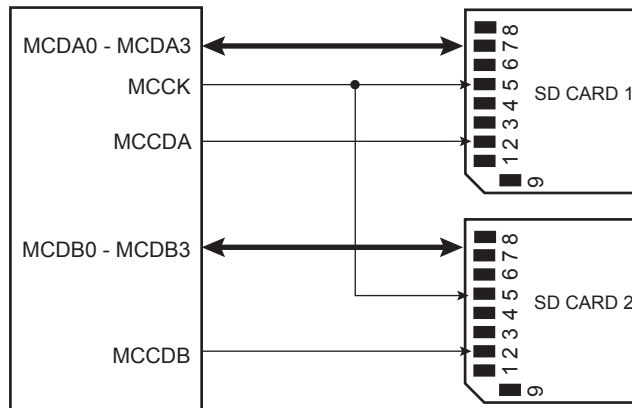 MCDA0 - MCDA3
MCCK
MCCDA
MCDB0 - MCDB3
MCCDB
8
7
6
5
4
3
2
1
9
SD CARD 1
8
7
6
5
4
3
2
1
9
SD CARD 2